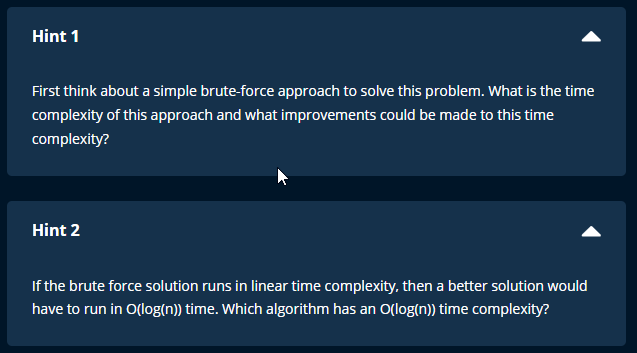 Hint 1
First think about a simple brute-force approach to solve this problem. What is the time
complexity of this approach and what improvements could be made to this time
complexity?
Hint 2
If the brute force solution runs in linear time complexity, then a better solution would
have to run in O(log(n)) time. Which algorithm has an O(log(n)) time complexity?